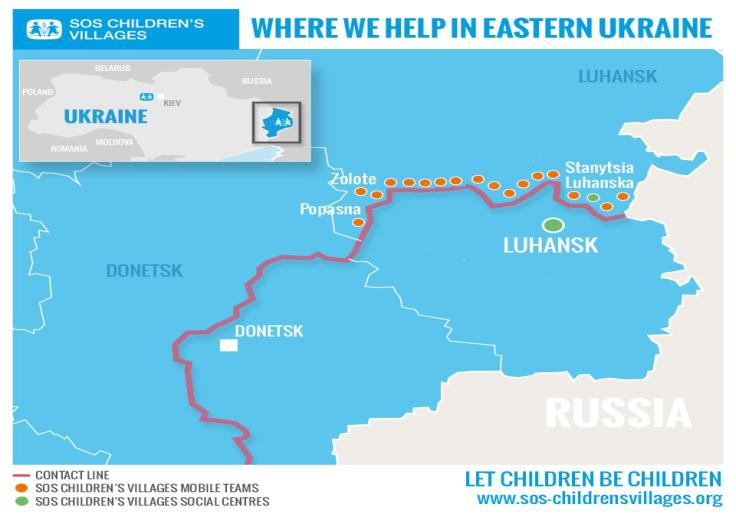 SOS CHILDREN'S
VILLAGES
WHERE WE HELP IN EASTERN UKRAINE
BELARUS
POLAND
RUSSIA
KIEV
UKRAINE
MOLDOVA
ROMANIA
LUHANSK
Zolote
Stanytsia
Luhanska
Popasna
LUHANSK
DONETSK
DONETSK
RUSSIA
CONTACT LINE
SOS CHILDREN'S VILLAGES MOBILE TEAMS
SOS CHILDREN'S VILLAGES SOCIAL CENTRES
LET CHILDREN BE CHILDREN
www.sos-childrensvillages.org